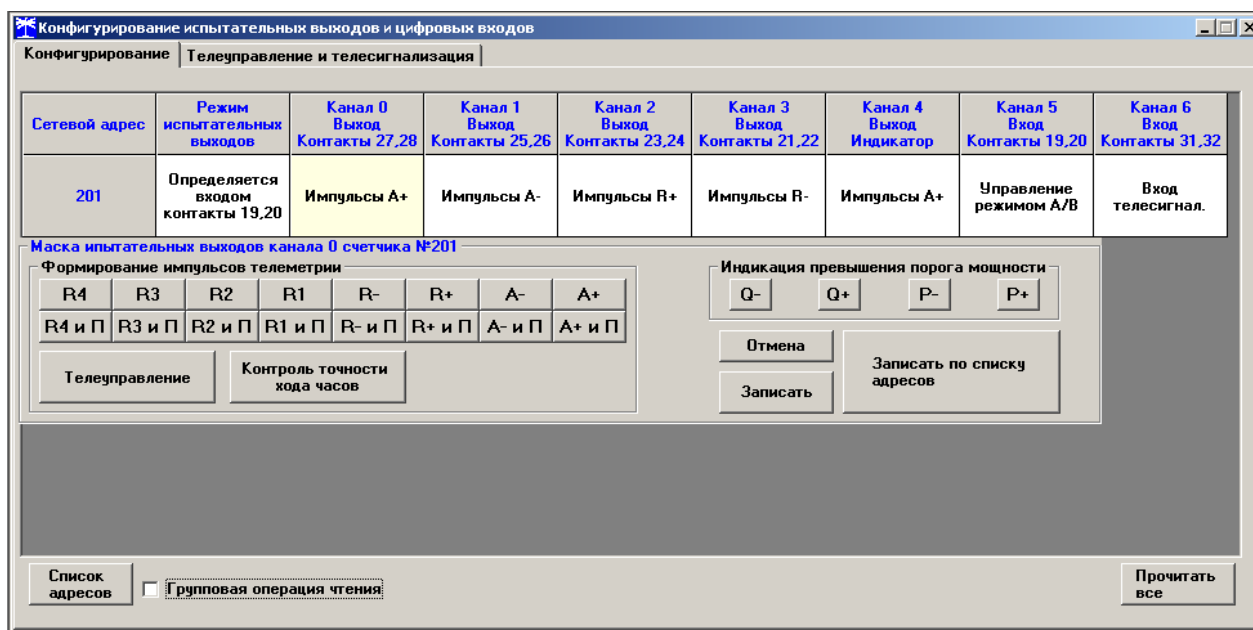 Конфигурирование испытательных выходов и цифровых входов
Конфигурирование Телеуправление и телесигнализация
Сетевой адрес
Режим
испытательных
выходов
Канал 0
Выход
Контакты 27,28
Канал 1
Выход
Контакты 25,26
Канал 2
Выход
Контакты 23,24
Канал 3
Выход
Контакты 21,22
Канал 4
Выход
Индикатор
Канал 5
Вход
Контакты 19,20
Канал 6
Вход
Контакты 31,32
201
Определяется
входом
контакты 19,20
Импульсы A+
Импульсы A-
Импульсы R+
Импульсы R-
Импульсы A+
Управление
режимом A/B
Вход
телесигнал.
Маска ипытательных выходов канала 0 счетчика №201
Формирование импульсов телеметрии
R4 R3 R2 R1 R- R+ A- A+
R4 и П R3 и П R2 и П R1 и П R- и П R+ и П A- и П A+ и П
Телеуправление
Контроль точности
хода часов
Индикация превышения порога мощности
Q- Q+ P- P+
Отмена
Записать
Записать по списку
адресов
Список
адресов
Групповая операция чтения
Прочитать
все